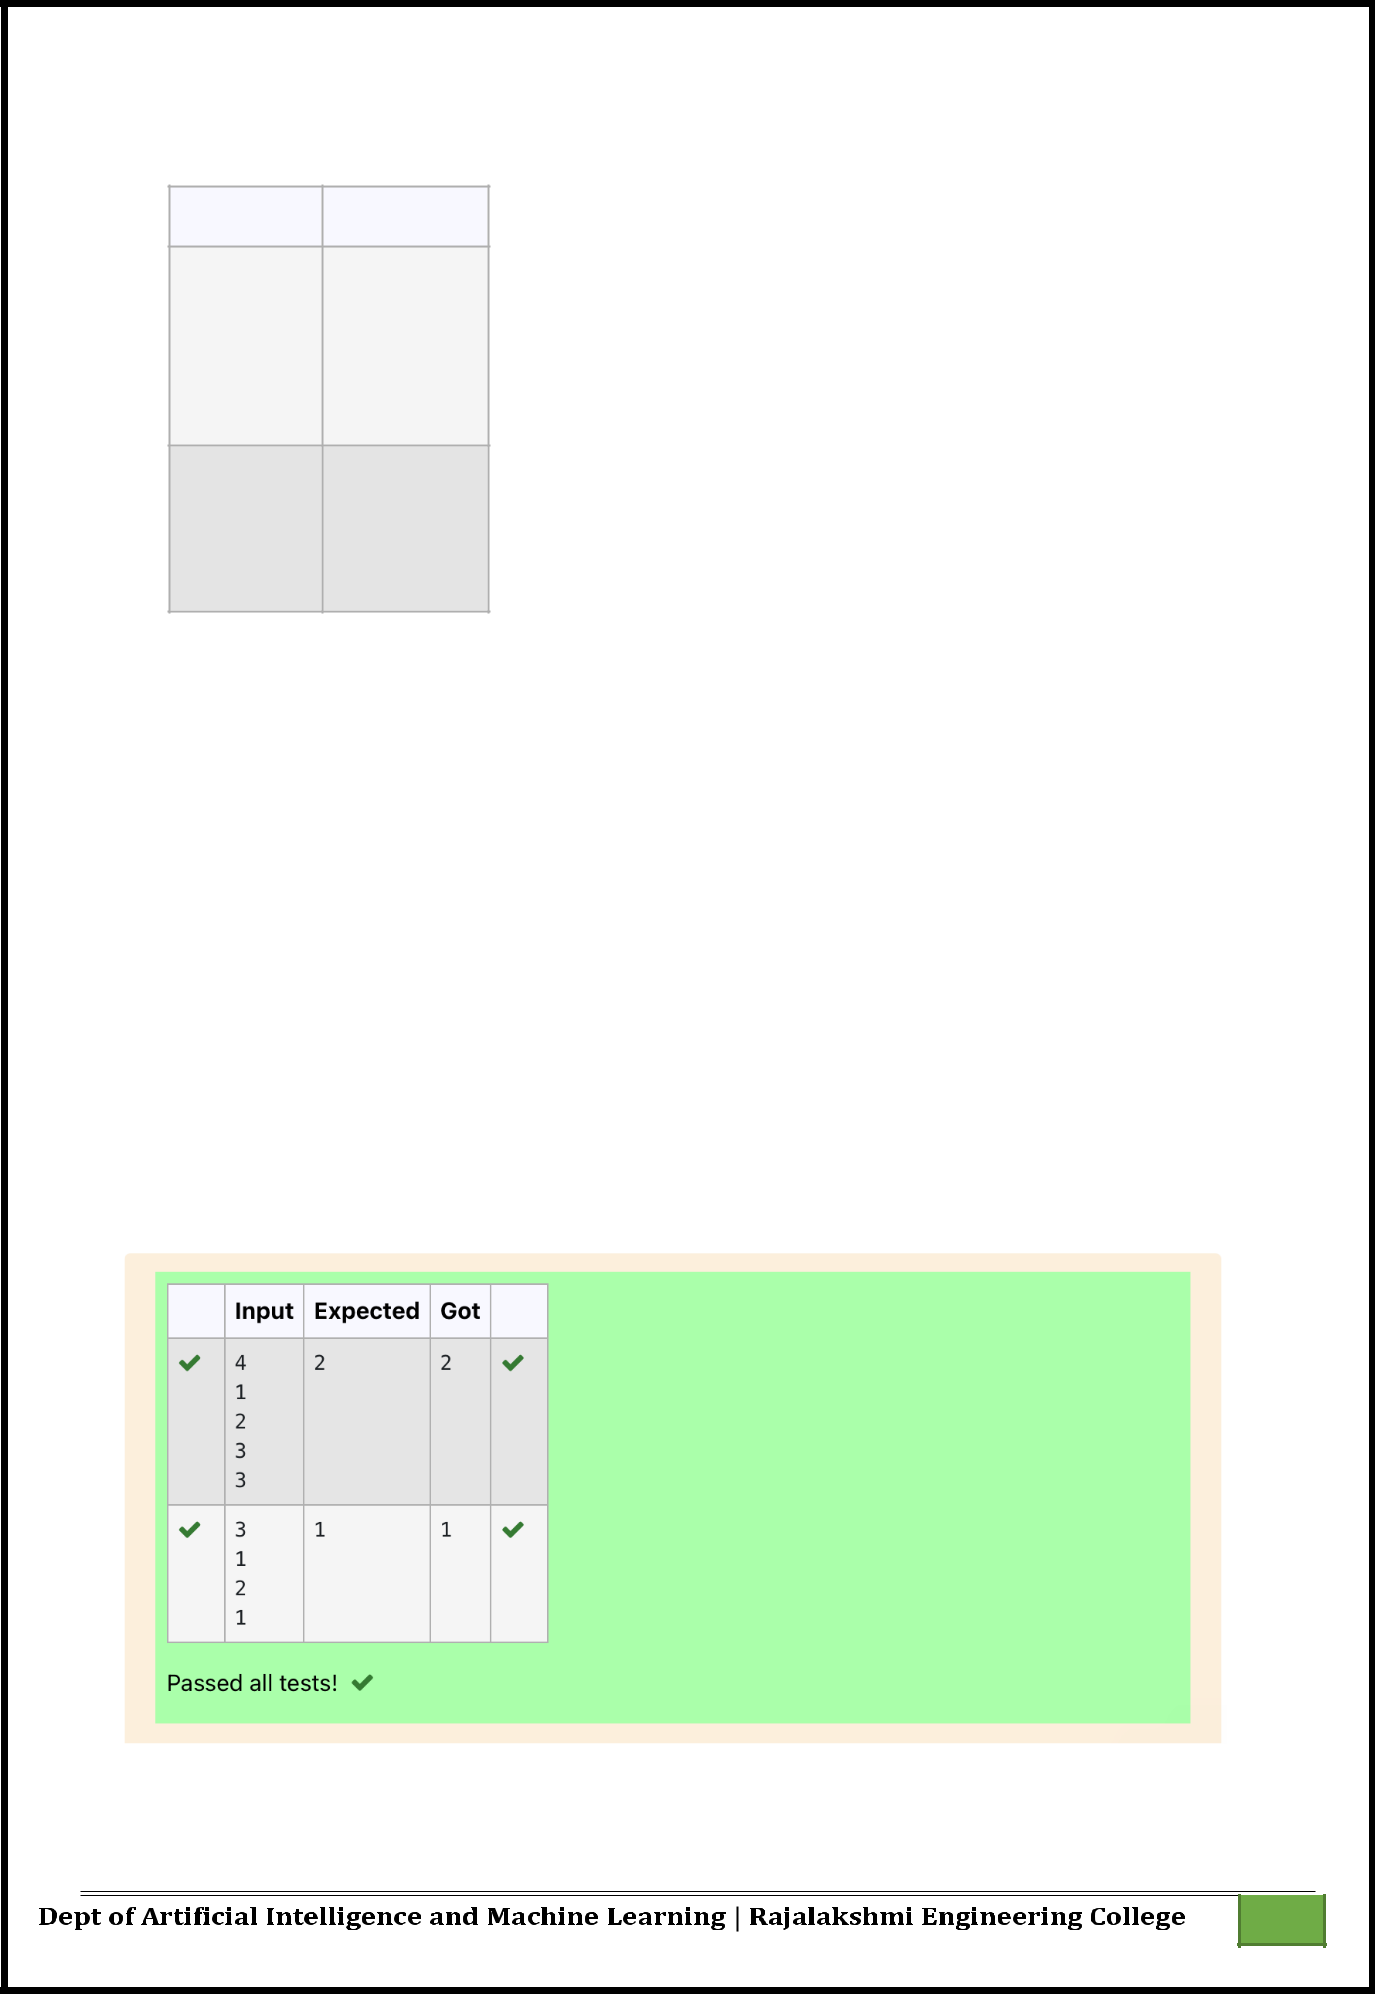 Input Expected Got
4 2 2
1
2
3
3
3 1 1
1
2
1
Passed all tests!
Dept of Artificial Intelligence and Machine Learning | Rajalakshmi Engineering College